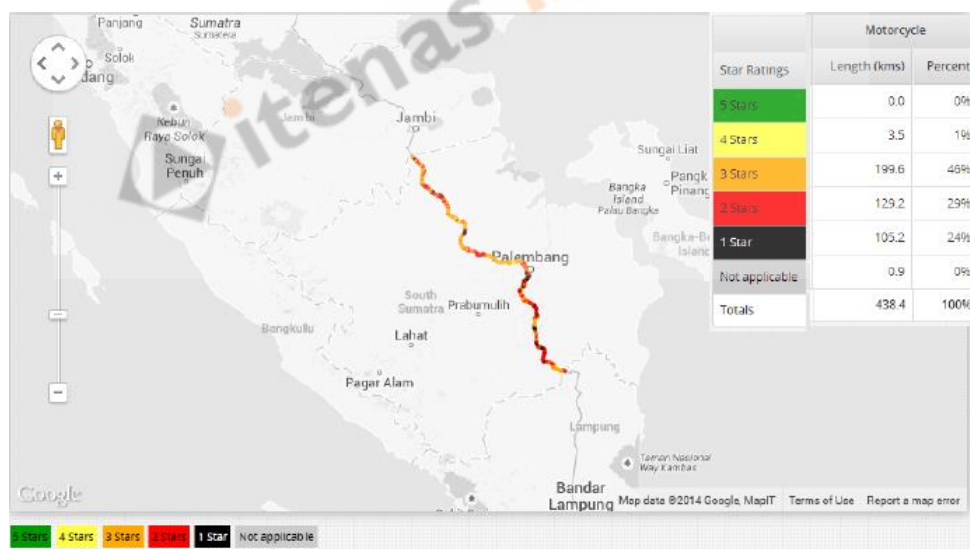 itenas
Panjang
Sumatra
Sumatera
Solok
dang
Kebun
Raya Solok
Jambi
Jambi
Sungai
Penuh
Sungai Liat
Pangk
Pinang
Bangka
Island
Pulau Bangka
Bangka-Be
Island
Palembang
South
Sumatra
Prabumulih
Bengkulu
Lahat
Pagar Alam
Lampung
Taman Nasional
Way Kambas
Bandar
Lampung
Google
Map data ©2014 Google, MapIT Terms of Use Report a map error
Motorcycle
Star Ratings Length (kms) Percent
5 Stars 0.0 0%
4 Stars 3.5 1%
3 Stars 199.6 46%
2 Stars 129.2 29%
1 Star 105.2 24%
Not applicable 0.9 0%
Totals 438.4 100%
5 Stars 4 Stars 3 Stars 2 Stars 1 Star Not applicable